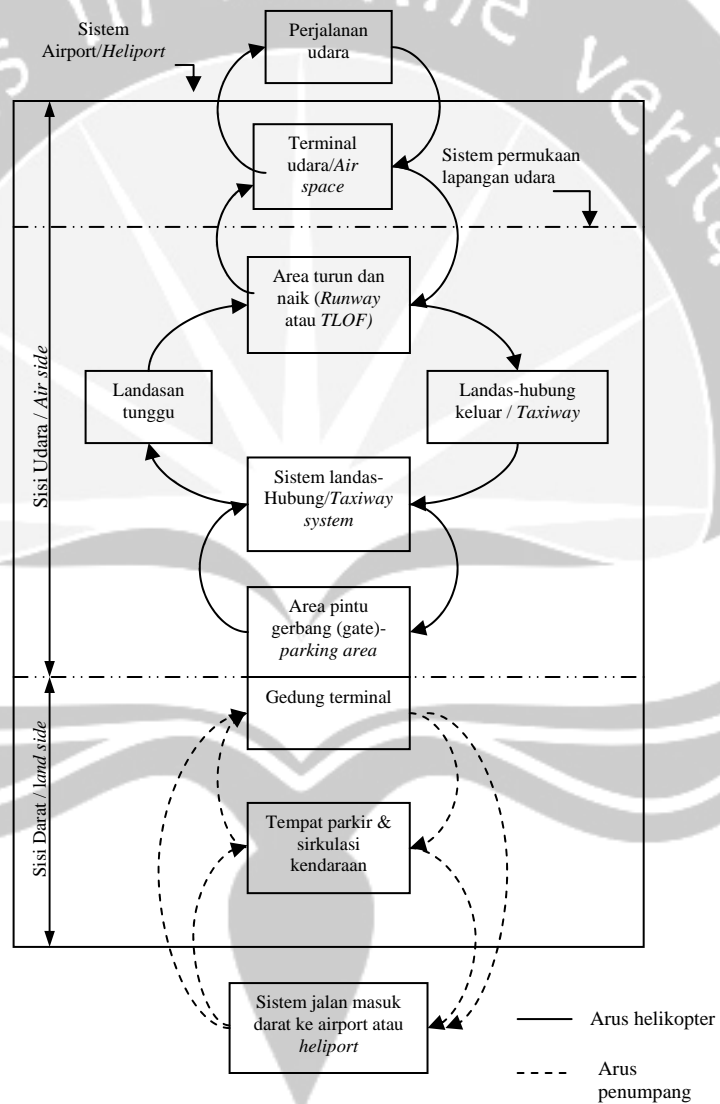 Sistem
Airport/Heliport
Perjalanan
udara
Terminal
udara/Air
space
Sistem permukaan
lapangan udara
Area turun dan
naik (Runway
atau TLOF)
Landasan
tunggu
Landas-hubung
keluar / Taxiway
Sistem landas-
Hubung/Taxiway
system
Area pintu
gerbang (gate)-
parking area
Gedung terminal
Tempat parkir &
sirkulasi
kendaraan
Sistem jalan masuk
darat ke airport atau
heliport
Sisi Udara / Air side
Sisi Darat / land side
Arus helikopter
Arus
penumpang